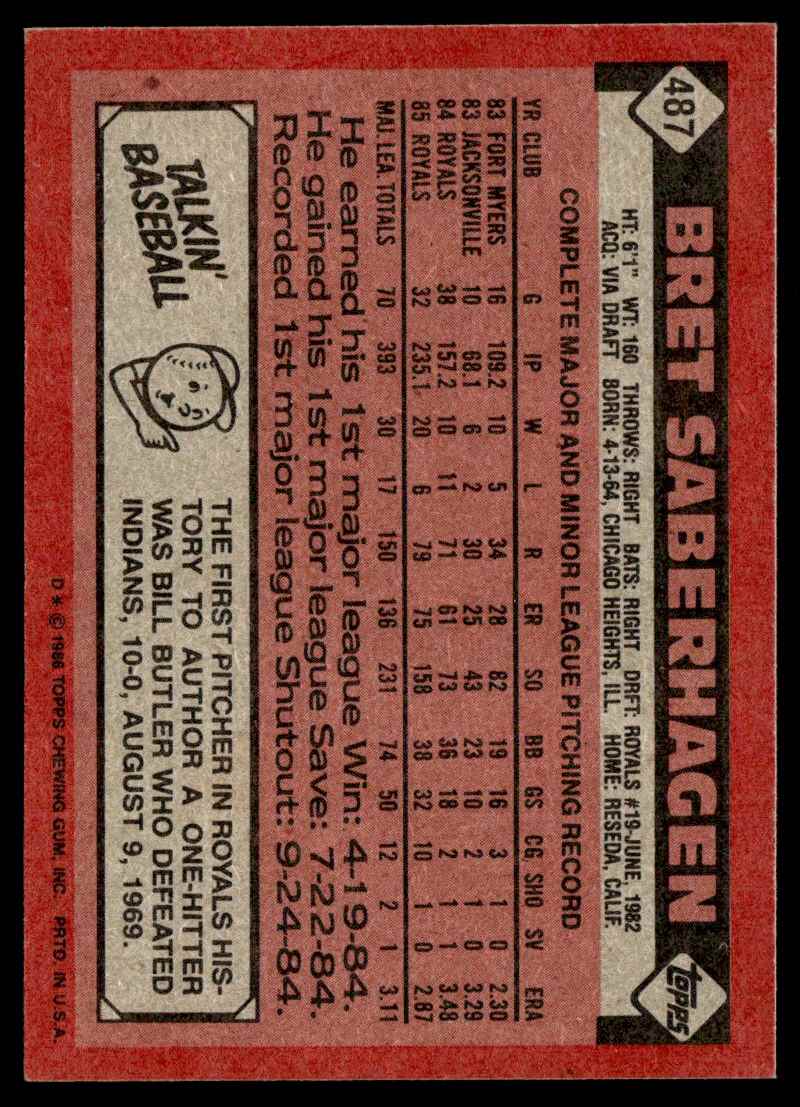 487
BRET SABERHAGEN
topps
HT: 6'1" WT: 160 THROWS: RIGHT BATS: RIGHT DRFT: ROYALS #19-JUNE, 1982
ACQ: VIA DRAFT BORN: 4-13-64, CHICAGO HEIGHTS, ILL. HOME: RESEDA, CALIF.
COMPLETE MAJOR AND MINOR LEAGUE PITCHING RECORD
YR CLUB G IP W L R ER SO BB GS CG SHO SV ERA
83 FORT MYERS 16 109.2 10 5 34 28 82 19 16 3 1 0 2.30
83 JACKSONVILLE 10 68.1 6 2 30 25 43 10 10 2 1 0 3.29
84 ROYALS 38 157.2 10 11 71 61 73 36 18 2 1 1 3.48
85 ROYALS 32 235.1 20 6 79 75 158 38 32 10 1 0 2.87
MAJ. LEA. TOTALS 70 393 30 17 150 136 231 74 50 12 2 1 3.11
He earned his 1st major league Win: 4-19-84.
He gained his 1st major league Save: 7-22-84.
Recorded 1st major league Shutout: 9-24-84.
TALKIN'
BASEBALL
THE FIRST PITCHER IN ROYALS HIS-
TORY TO AUTHOR A ONE-HITTER
WAS BILL BUTLER WHO DEFEATED
INDIANS, 10-0, AUGUST 9, 1969.
D * © 1986 TOPPS CHEWING GUM, INC. PRTD. IN U.S.A.